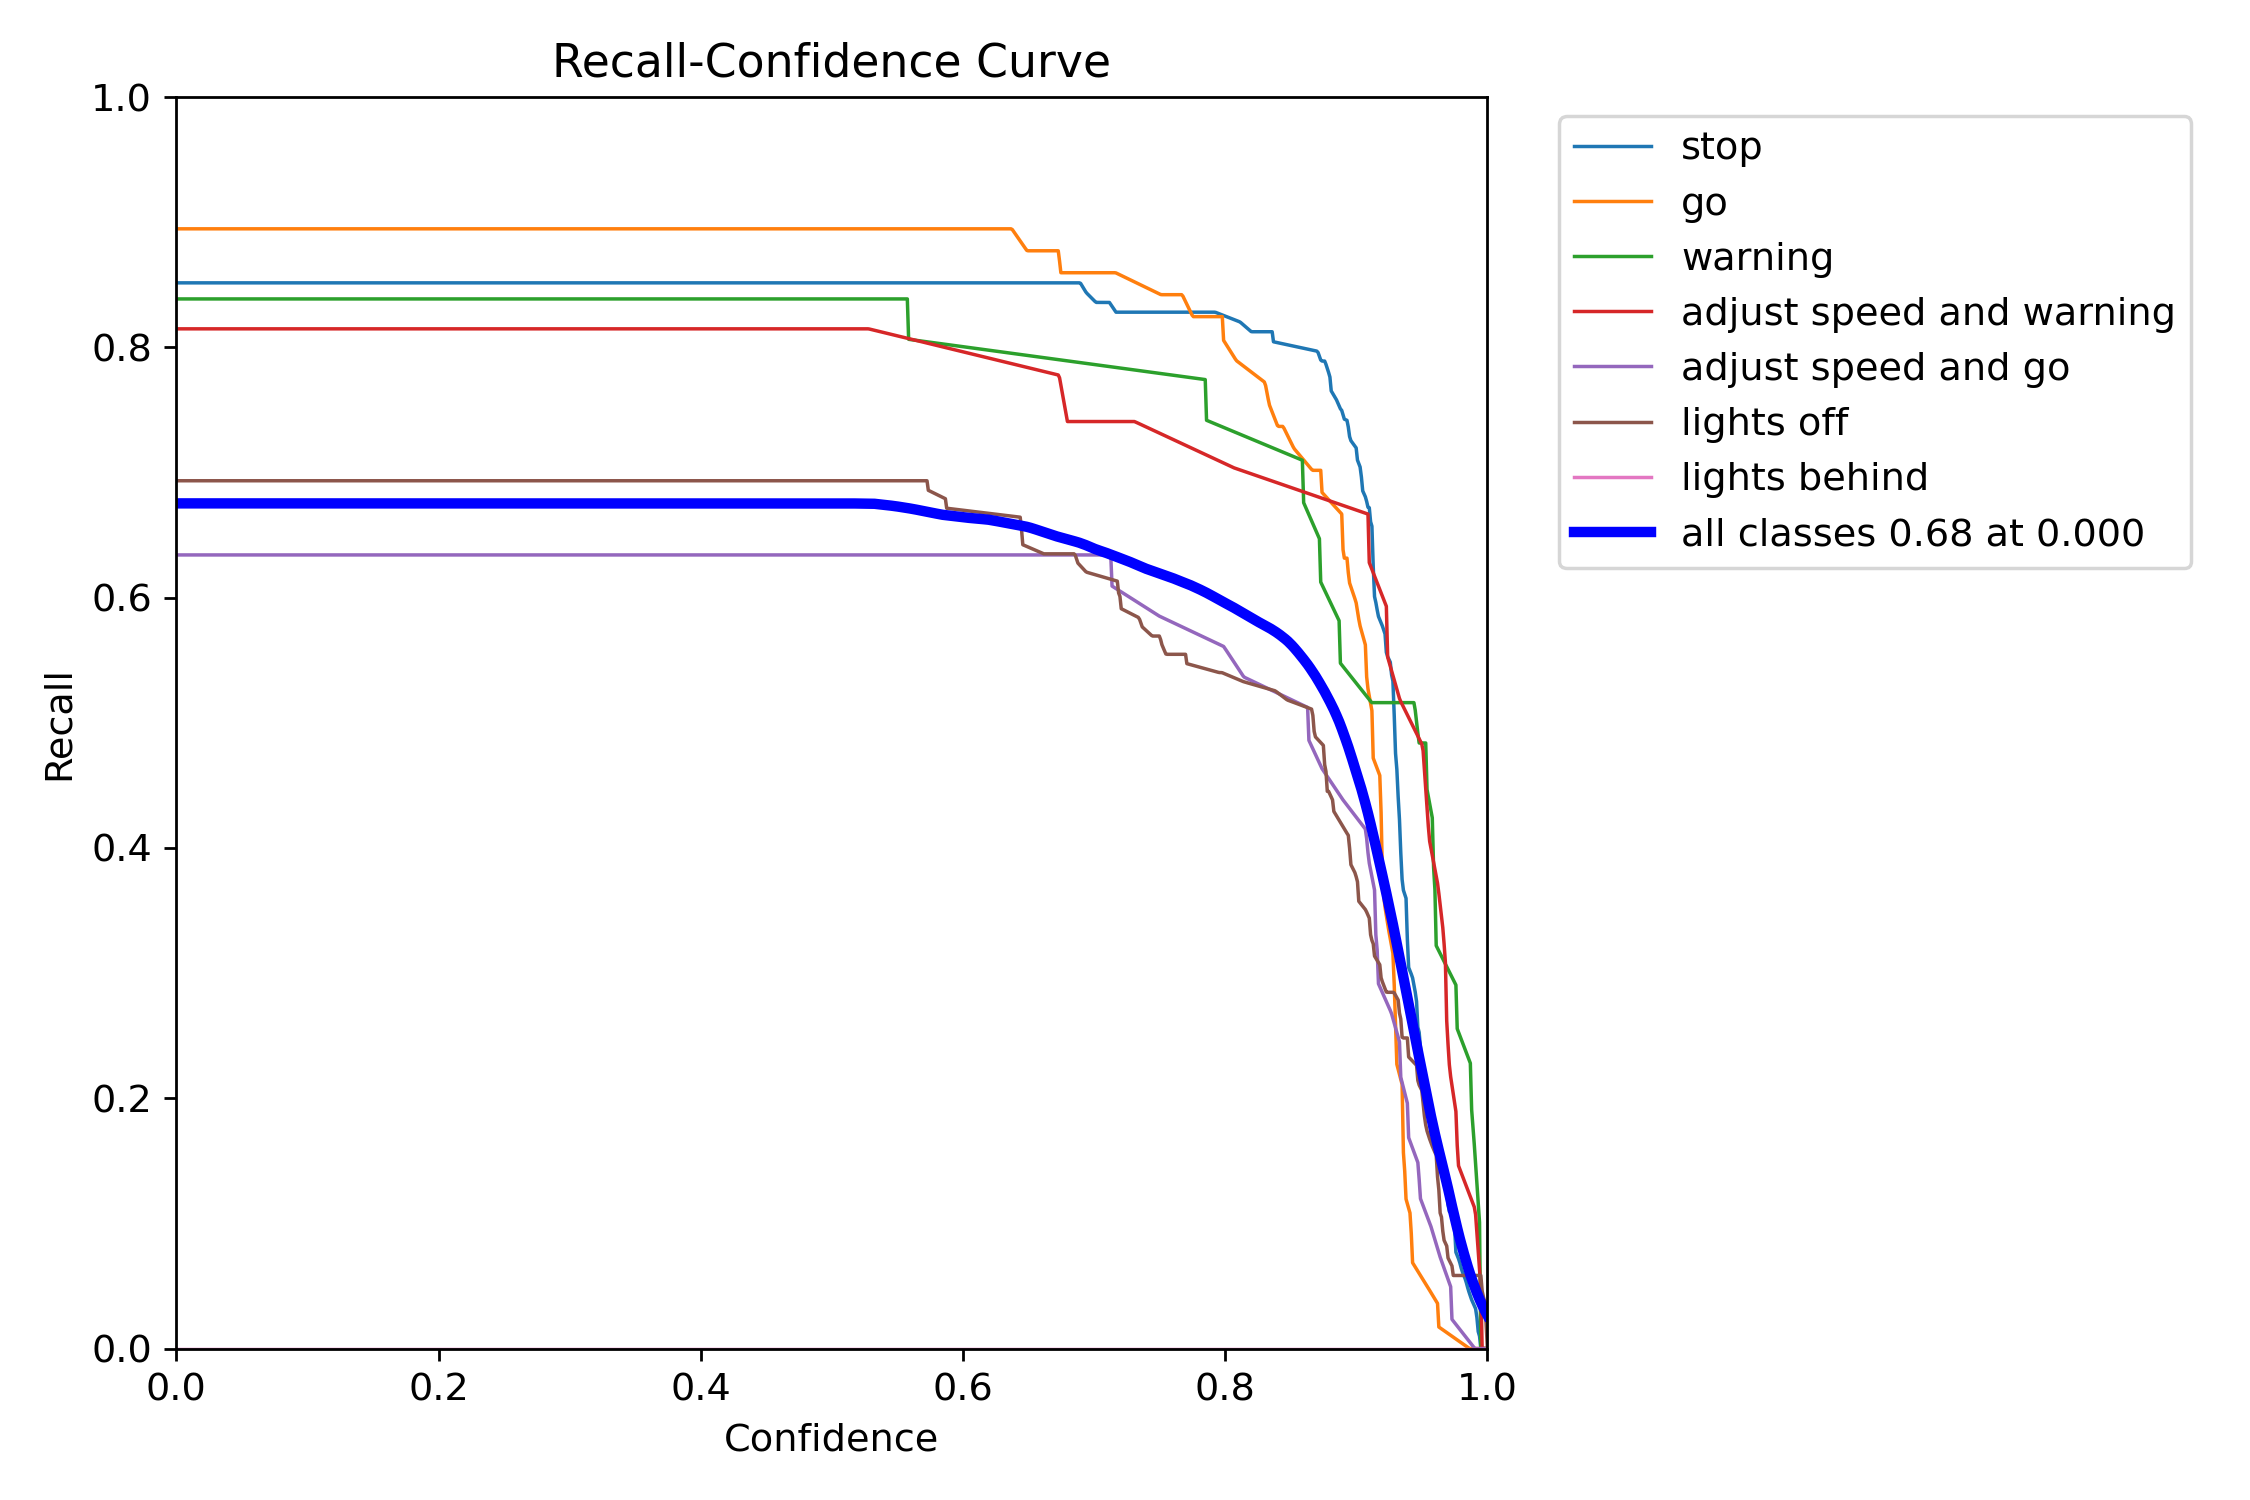 Recall-Confidence Curve
1.0
0.8
0.6
0.4
0.2
0.0
Recall
0.0 0.2 0.4 0.6 0.8 1.0
Confidence
stop
go
warning
adjust speed and warning
adjust speed and go
lights off
lights behind
all classes 0.68 at 0.000